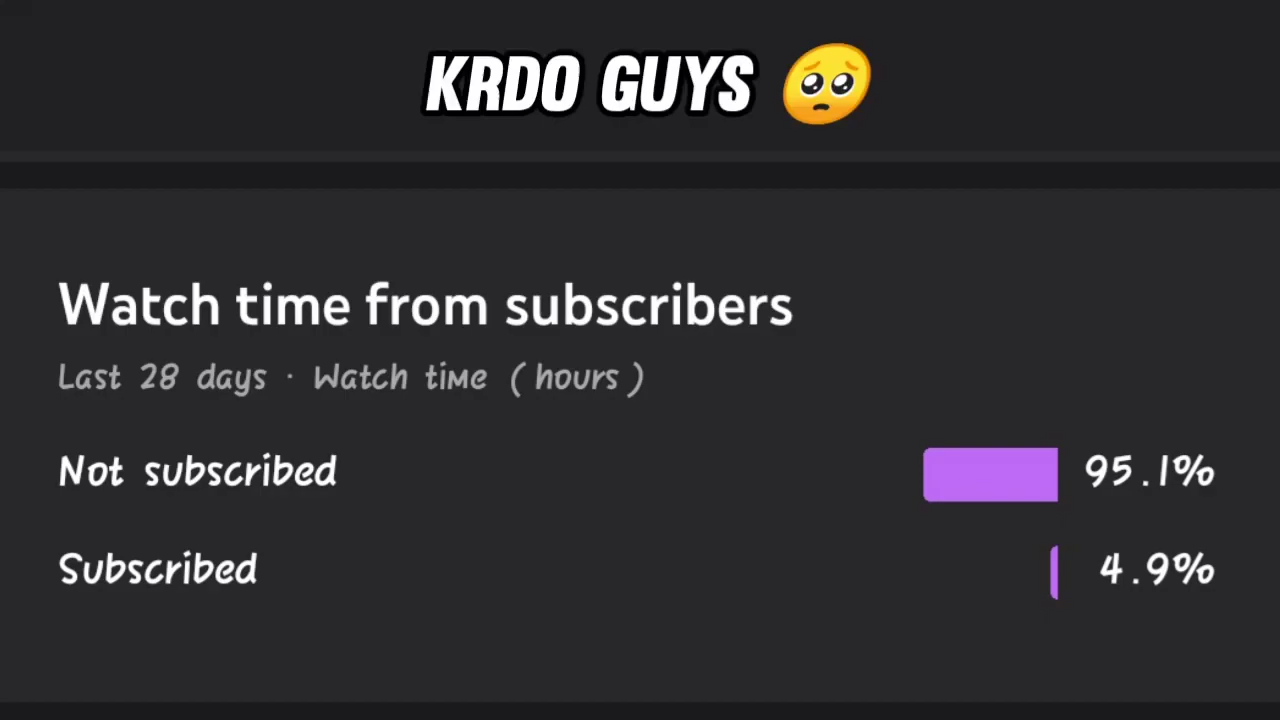 KRDO GUYS 🥺
Watch time from subscribers
Last 28 days · Watch time (hours)
Not subscribed 95.1%
Subscribed 4.9%